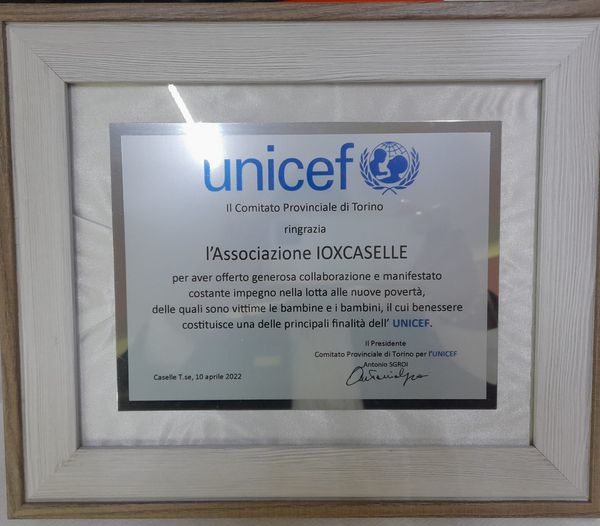 unicef
Il Comitato Provinciale di Torino
ringrazia
l'Associazione IOXCASELLE
per aver offerto generosa collaborazione e manifestato
costante impegno nella lotta alle nuove povertà,
delle quali sono vittime le bambine e i bambini, il cui benessere
costituisce una delle principali finalità dell' UNICEF.
Il Presidente
Comitato Provinciale di Torino per l'UNICEF
Antonio SGROI
Caselle T.se, 10 aprile 2022